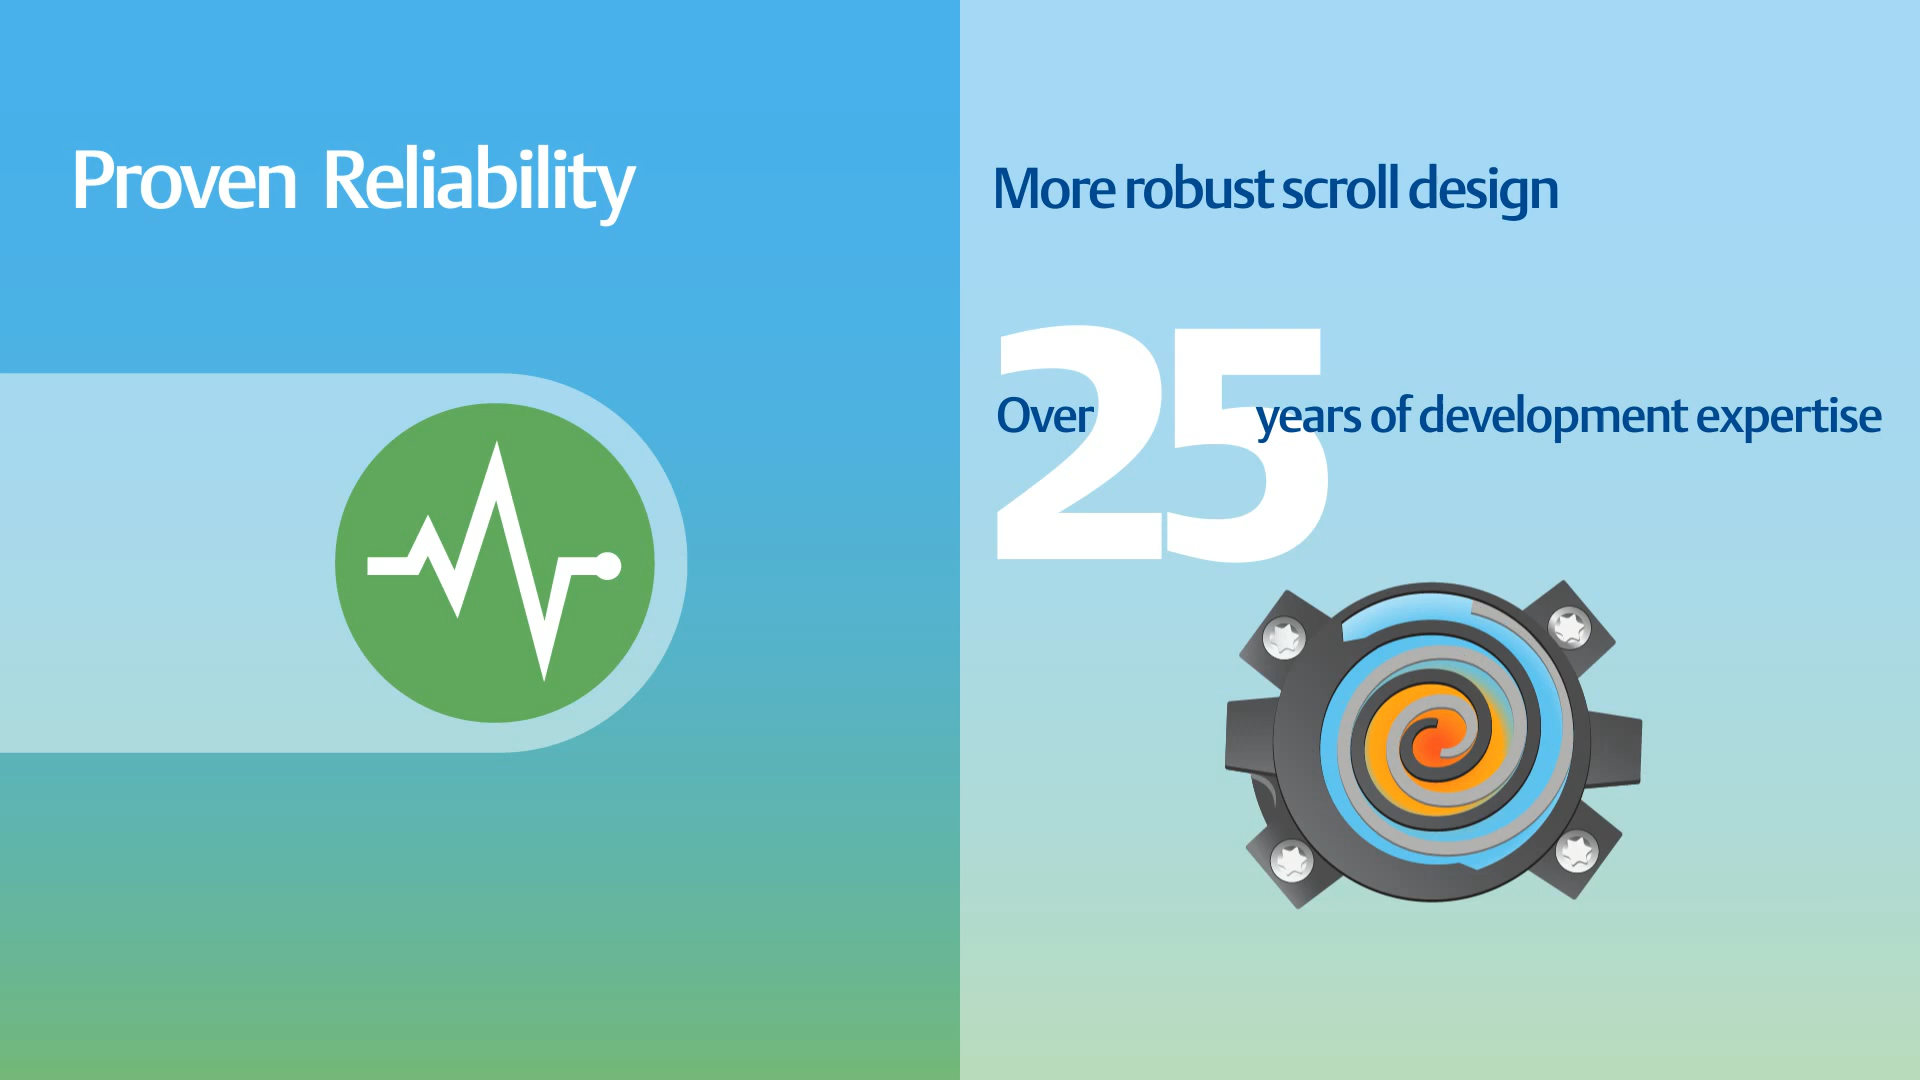 Proven Reliability
More robust scroll design
Over 25 years of development expertise